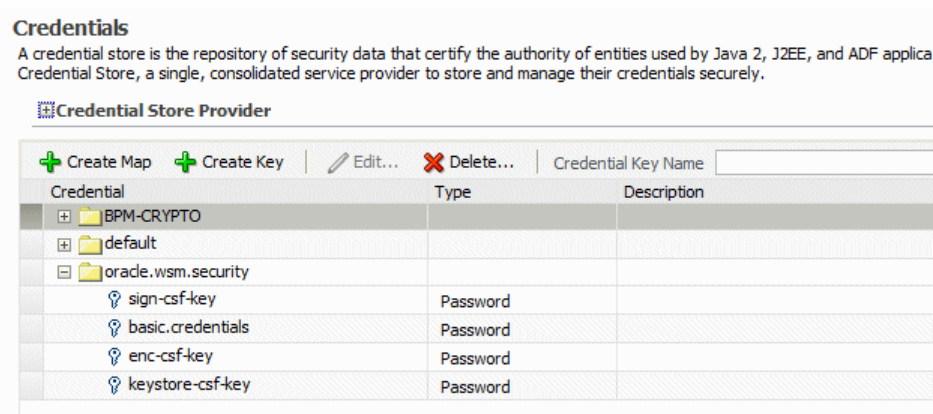 Credentials
A credential store is the repository of security data that certify the authority of entities used by Java 2, J2EE, and ADF applica
Credential Store, a single, consolidated service provider to store and manage their credentials securely.
Credential Store Provider
Create Map Create Key Edit... Delete... Credential Key Name
Credential Type Description
BPM-CRYPTO
default
oracle.wsm.security
sign-csf-key Password
basic.credentials Password
enc-csf-key Password
keystore-csf-key Password